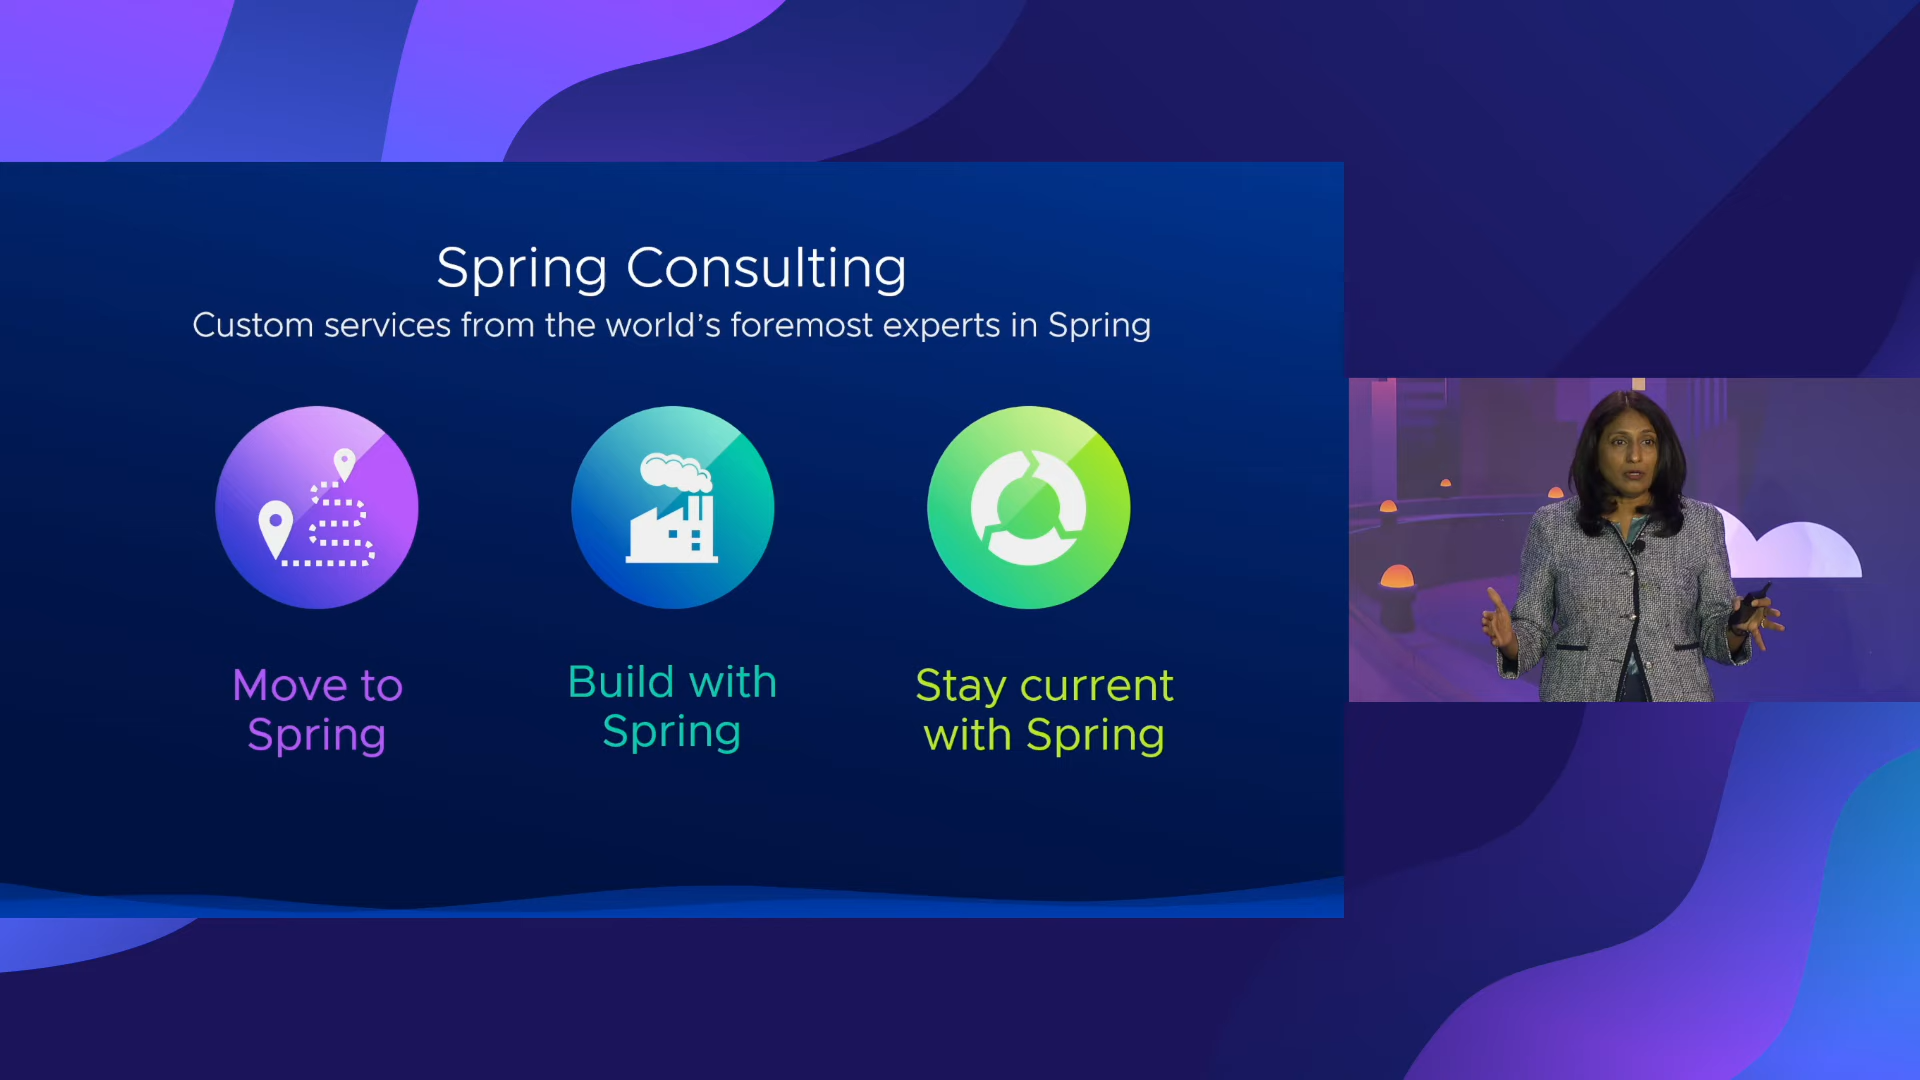 Spring Consulting
Custom services from the world’s foremost experts in Spring
Move to
Spring
Build with
Spring
Stay current
with Spring